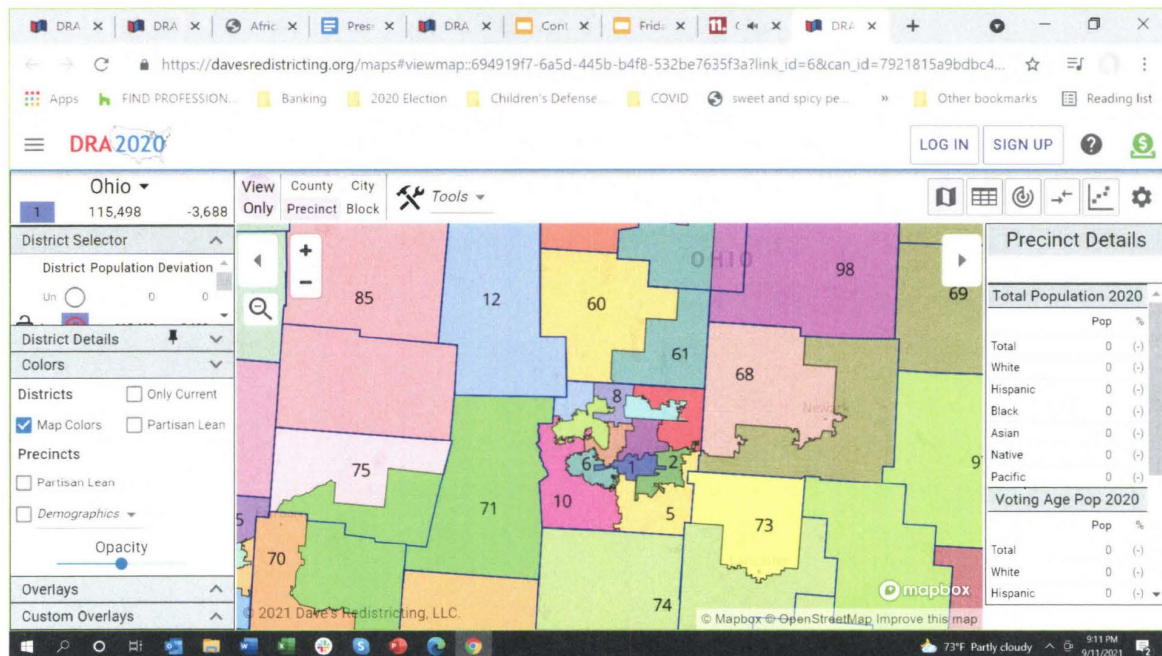 DRA DRA Afric Prese DRA Cont Frida 11. DRA
https://davesredistricting.org/maps#viewmap::694919f7-6a5d-445b-b4f8-532be7635f3a?link_id=6&can_id=7921815a9bdbc4...
Apps FIND PROFESSION... Banking 2020 Election Children's Defense... COVID sweet and spicy pe... » Other bookmarks Reading list
DRA2020 LOG IN SIGN UP
Ohio
1 115,498 -3,688
View Only
County City
Precinct Block
Tools
District Selector
District Population Deviation
Un 0 0
District Details
Colors
Districts Only Current
Map Colors Partisan Lean
Precincts
Partisan Lean
Demographics
Opacity
Overlays
Custom Overlays
OHIO
85 12 60 98 69
61 68
8
Newark
75 6 1 2
71 10 5 73 9
5
70 74
© 2021 Dave's Redistricting, LLC.
mapbox
© Mapbox © OpenStreetMap Improve this map
Precinct Details
Total Population 2020
Pop %
Total 0 (-)
White 0 (-)
Hispanic 0 (-)
Black 0 (-)
Asian 0 (-)
Native 0 (-)
Pacific 0 (-)
Voting Age Pop 2020
Pop %
Total 0 (-)
White 0 (-)
Hispanic 0 (-)
73°F Partly cloudy
9:11 PM
9/11/2021